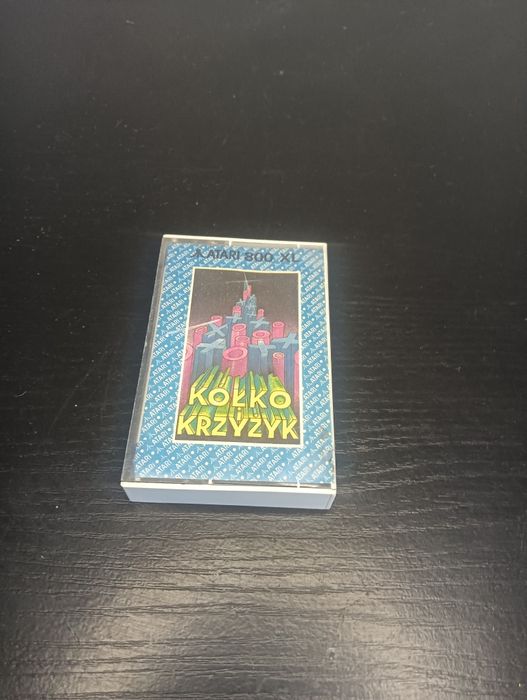 ATARI 800 XL
KÓŁKO
i
KRZYŻYK